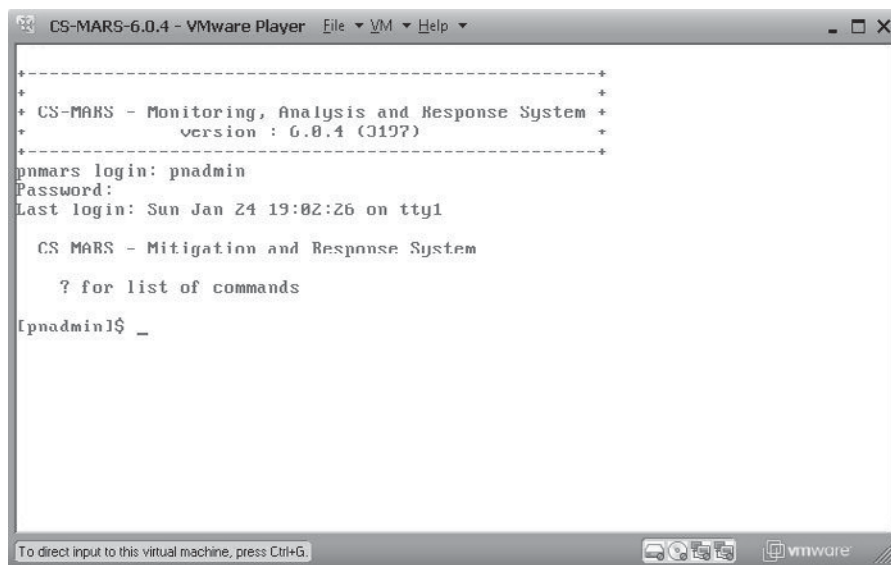 CS-MARS-6.0.4 - VMware Player File VM Help
+----------------------------------------------------+
+ +
+ CS-MARS - Monitoring, Analysis and Response System +
+ version : 6.0.4 (3197) +
+----------------------------------------------------+
pnmars login: pnadmin
Password:
Last login: Sun Jan 24 19:02:26 on tty1
CS MARS - Mitigation and Response System
? for list of commands
[pnadmin]$ _
To direct input to this virtual machine, press Ctrl+G.
vmware